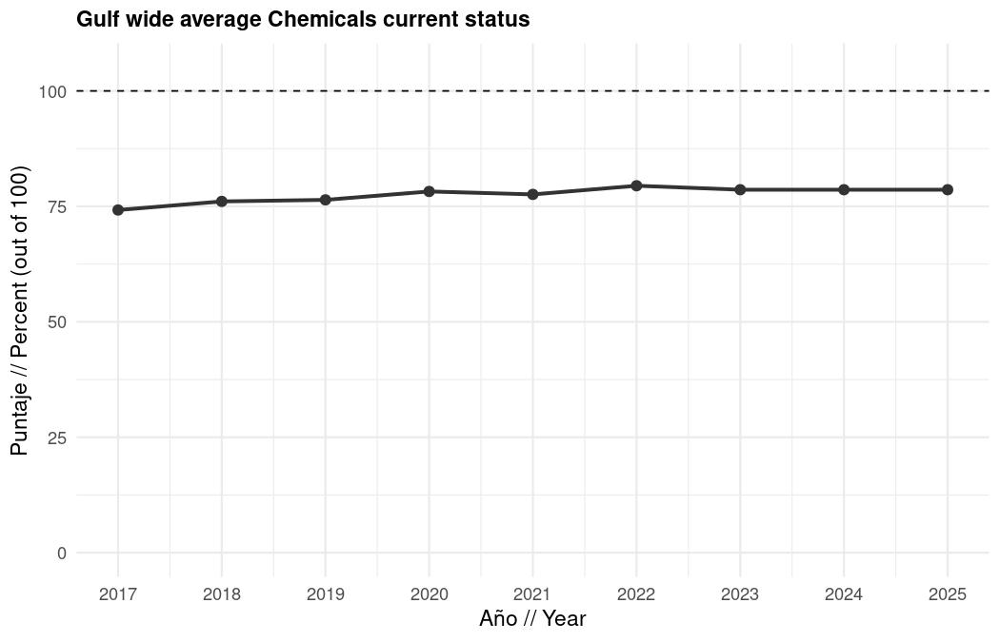 Gulf wide average Chemicals current status
Puntaje // Percent (out of 100)
100
75
50
25
0
2017 2018 2019 2020 2021 2022 2023 2024 2025
Año // Year